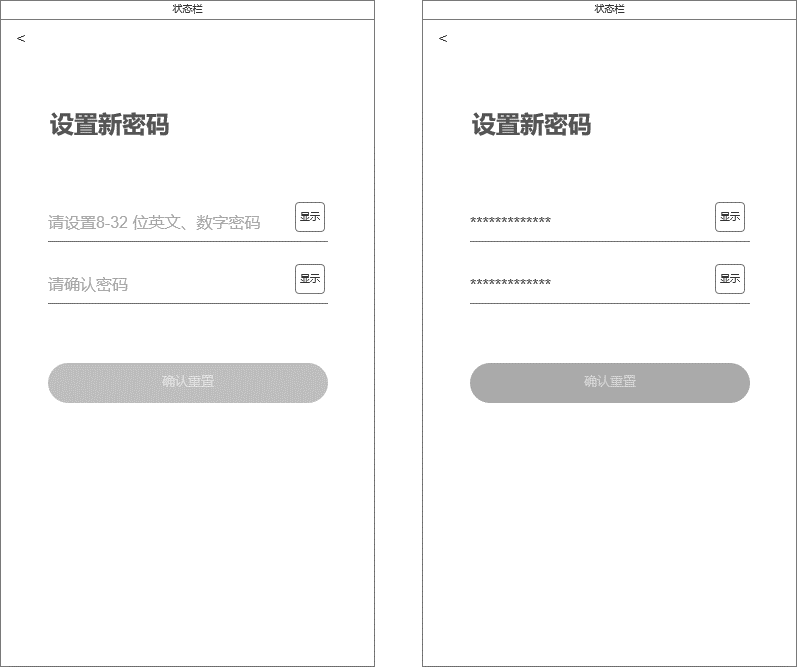 状态栏
<
设置新密码
请设置8-32 位英文、数字密码
显示
请确认密码
显示
确认重置
状态栏
<
设置新密码
*************
显示
*************
显示
确认重置